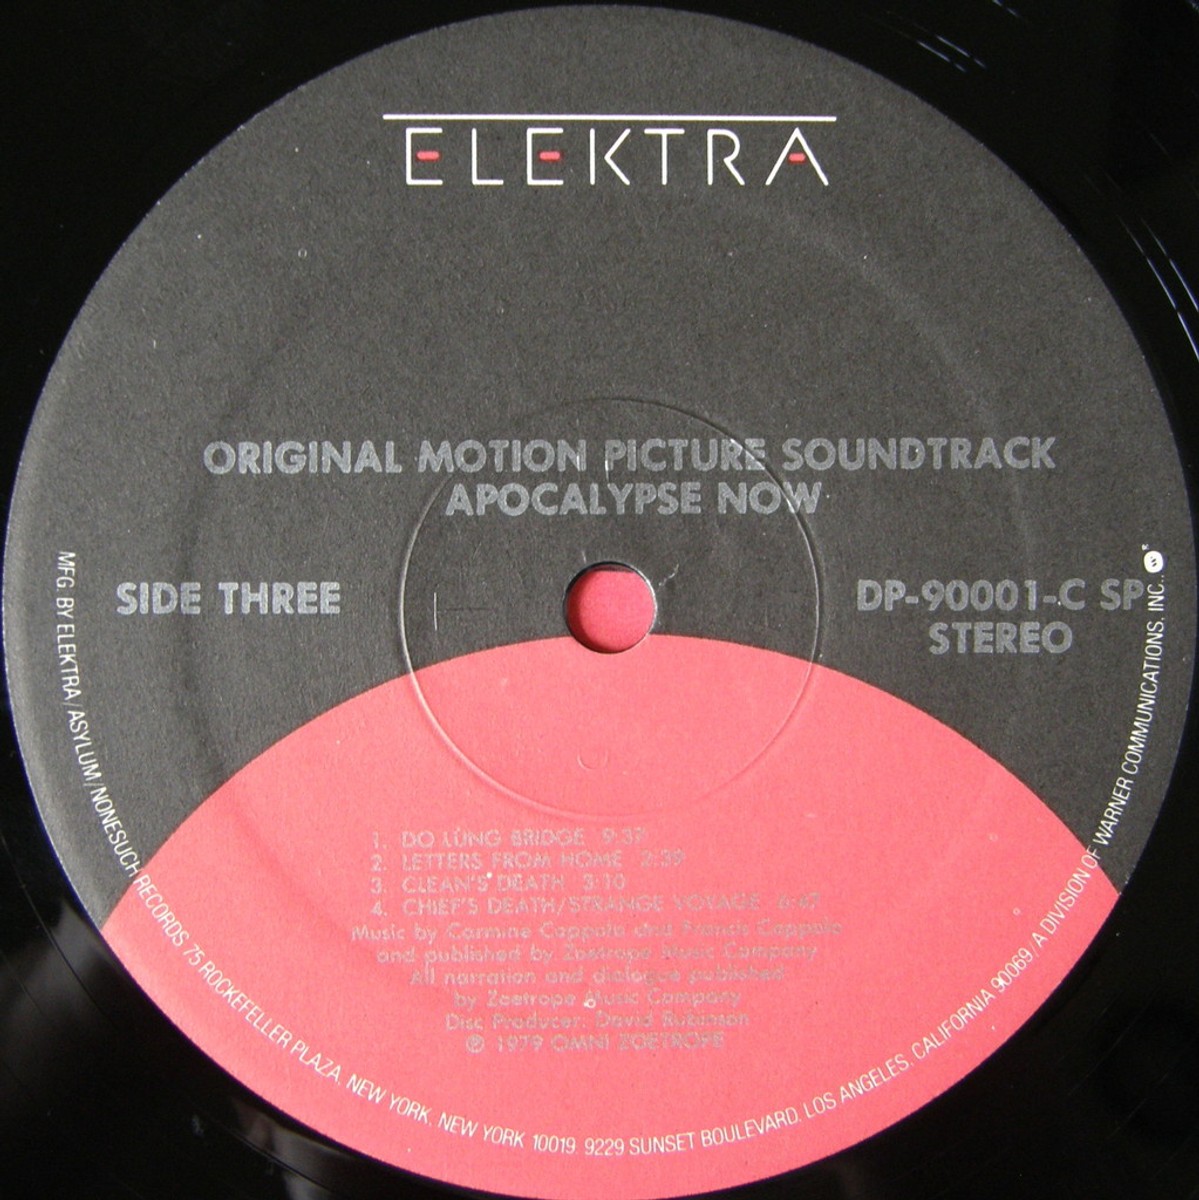 ELEKTRA
ORIGINAL MOTION PICTURE SOUNDTRACK
APOCALYPSE NOW
SIDE THREE
DP-90001-C SP
STEREO
1. DO LUNG BRIDGE 9:37
2. LETTERS FROM HOME 2:39
3. CLEAN'S DEATH 3:10
4. CHIEF'S DEATH/STRANGE VOYAGE 6:47
Music by Carmine Coppola and Francis Coppola
and published by Zoetrope Music Company
All narration and dialogue published
by Zoetrope Music Company
Disc Producer: David Rubinson
℗ 1979 OMNI ZOETROPE
MFG. BY ELEKTRA/ASYLUM/NONESUCH RECORDS 75 ROCKEFELLER PLAZA, NEW YORK, NEW YORK 10019. 9229 SUNSET BOULEVARD, LOS ANGELES, CALIFORNIA 90069/A DIVISION OF WARNER COMMUNICATIONS, INC. ®